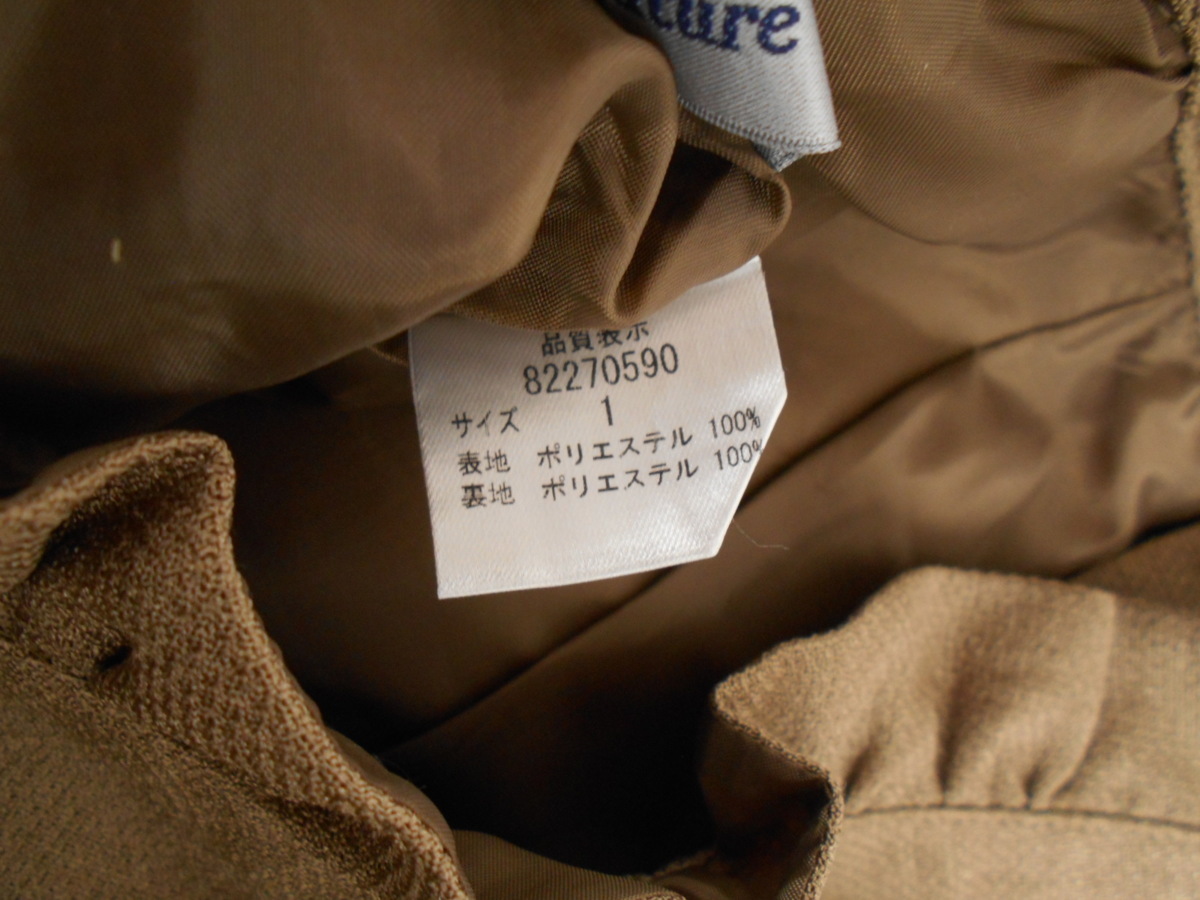 ture
品質表示
82270590
サイズ 1
表地 ポリエステル 100%
裏地 ポリエステル 100%